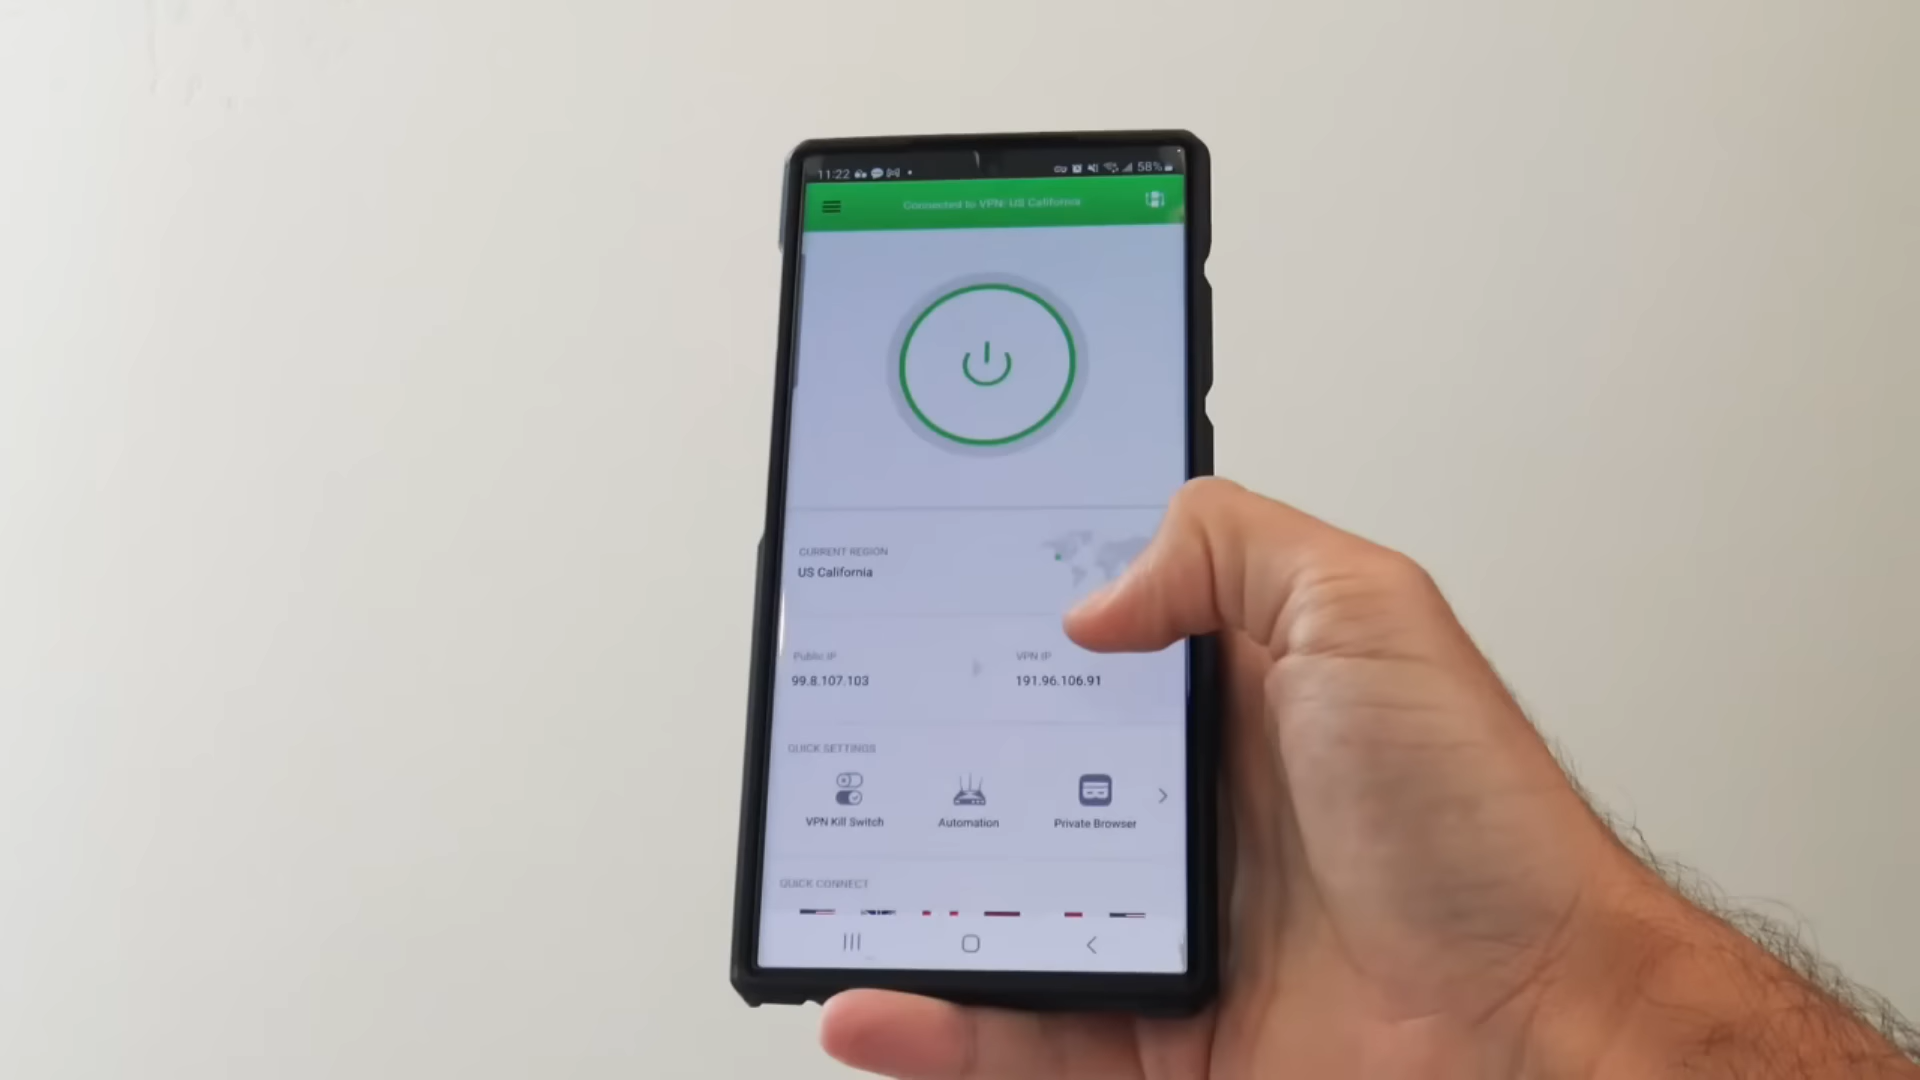 11:22 58%
Connected to VPN: US California
CURRENT REGION
US California
Public IP VPN IP
99.8.107.103 191.96.106.91
QUICK SETTINGS
VPN Kill Switch Automation Private Browser
QUICK CONNECT